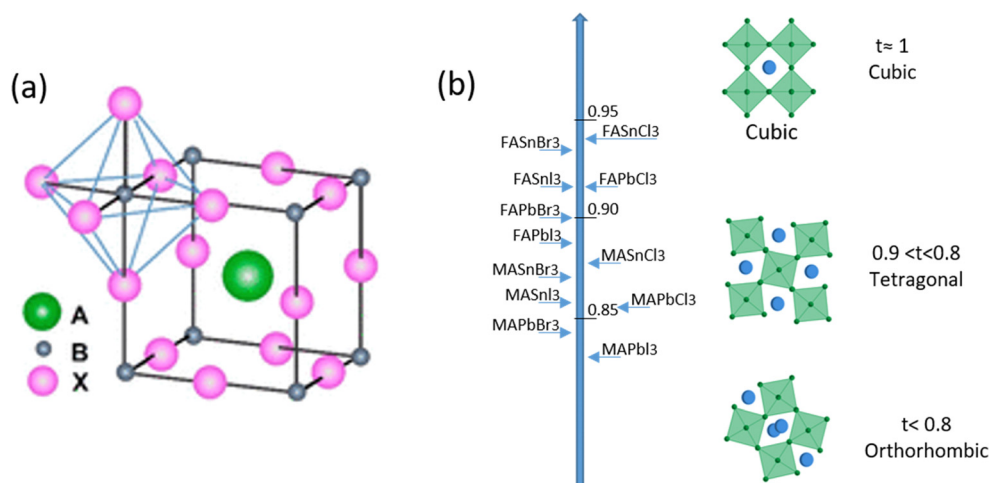 (a)
A
B
X
(b)
0.95
FASnCl3
FASnBr3
FASnI3
FAPbCl3
FAPbBr3
0.90
FAPbI3
MASnCl3
MASnBr3
MASnI3
MAPbCl3
0.85
MAPbBr3
MAPbI3
Cubic
t≈ 1
Cubic
0.9 <t<0.8
Tetragonal
t< 0.8
Orthorhombic